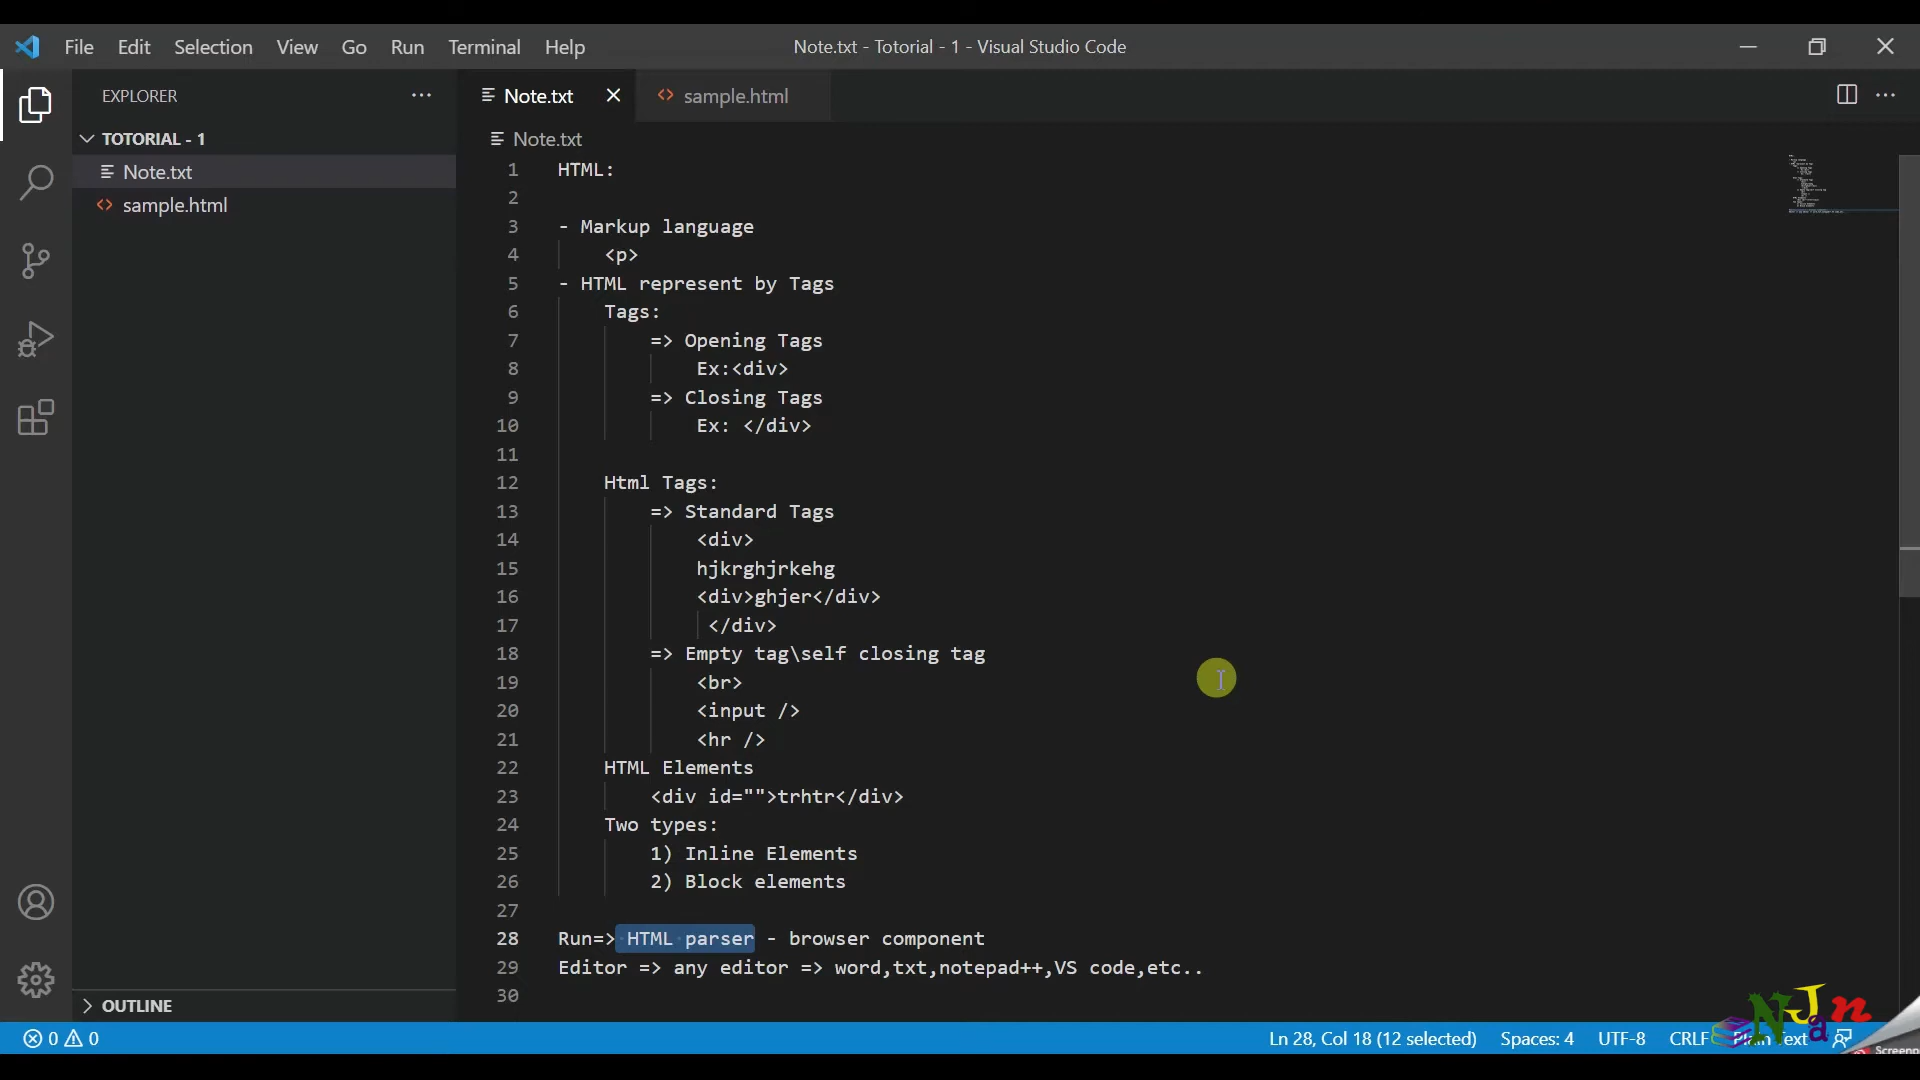 File Edit Selection View Go Run Terminal Help Note.txt - Totorial - 1 - Visual Studio Code
EXPLORER
TOTORIAL - 1
Note.txt
sample.html
OUTLINE
Note.txt sample.html
Note.txt
1 HTML:
2
3 - Markup language
4 <p>
5 - HTML represent by Tags
6 Tags:
7 => Opening Tags
8 Ex:<div>
9 => Closing Tags
10 Ex: </div>
11
12 Html Tags:
13 => Standard Tags
14 <div>
15 hjkrghjrkehg
16 <div>ghjer</div>
17 </div>
18 => Empty tag\self closing tag
19 <br>
20 <input />
21 <hr />
22 HTML Elements
23 <div id="">trhtr</div>
24 Two types:
25 1) Inline Elements
26 2) Block elements
27
28 Run=> HTML parser - browser component
29 Editor => any editor => word,txt,notepad++,VS code,etc..
30
0 0 Ln 28, Col 18 (12 selected) Spaces: 4 UTF-8 CRLF Plain Text